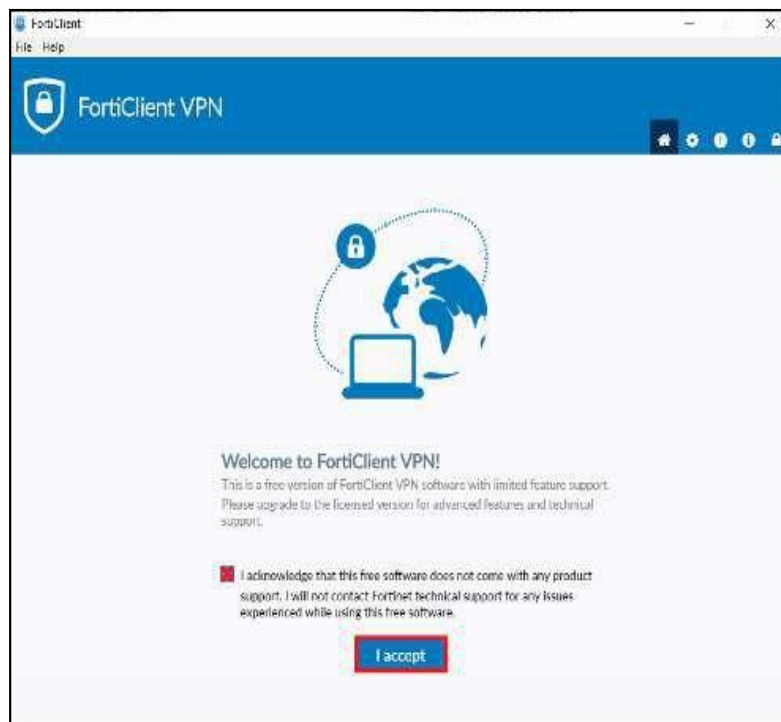 FortiClient
File Help
FortiClient VPN
Welcome to FortiClient VPN!
This is a free version of FortiClient VPN software with limited feature support.
Please upgrade to the licensed version for advanced features and technical
support.
I acknowledge that this free software does not come with any product
support. I will not contact Fortinet technical support for any issues
experienced while using this free software.
I accept